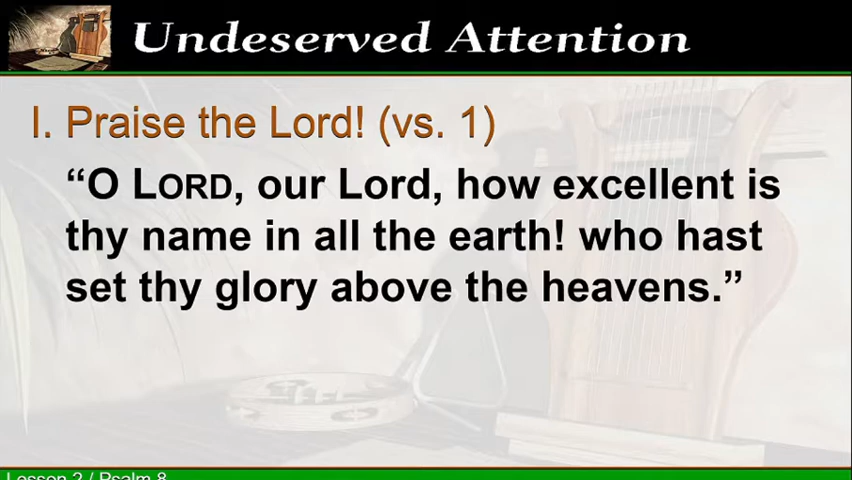 Undeserved Attention
I. Praise the Lord! (vs. 1)
“O LORD, our Lord, how excellent is
thy name in all the earth! who hast
set thy glory above the heavens.”
Lesson 2 / Psalm 8